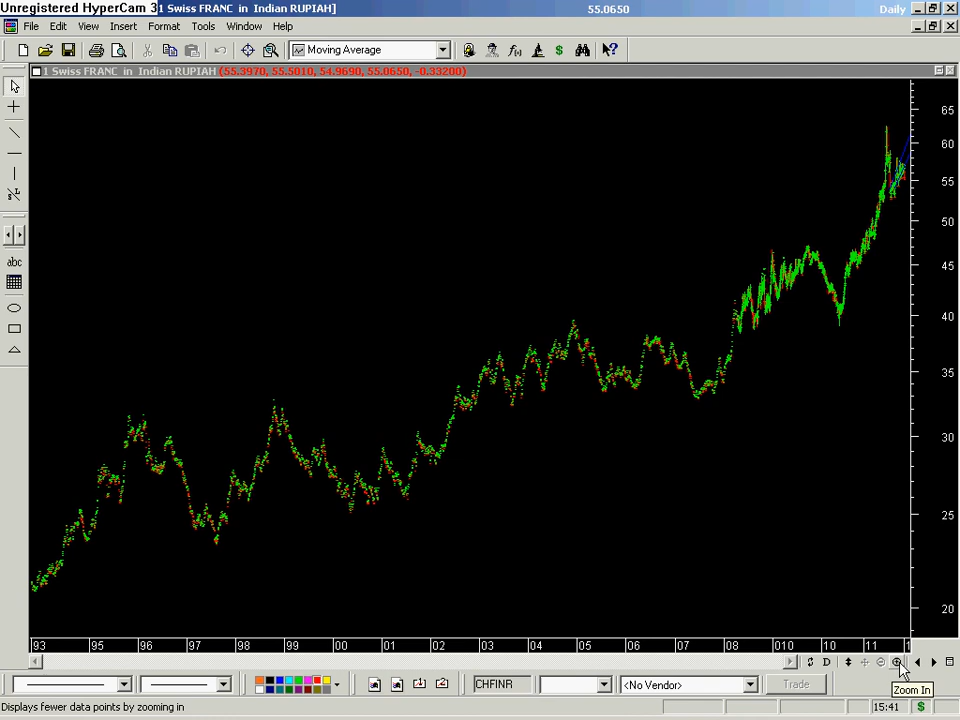 Unregistered HyperCam 3 1 Swiss FRANC in Indian RUPIAH] 55.0650 Daily
File Edit View Insert Format Tools Window Help
Moving Average
1 Swiss FRANC in Indian RUPIAH (55.3970, 55.5010, 54.9690, 55.0650, -0.33200)
abc
65
60
55
50
45
40
35
30
25
20
93 95 96 97 98 99 00 01 02 03 05 06 07 08 010 10 11 1
D
CHFINR <No Vendor> Trade
Zoom In
Displays fewer data points by zooming in 15:41 $